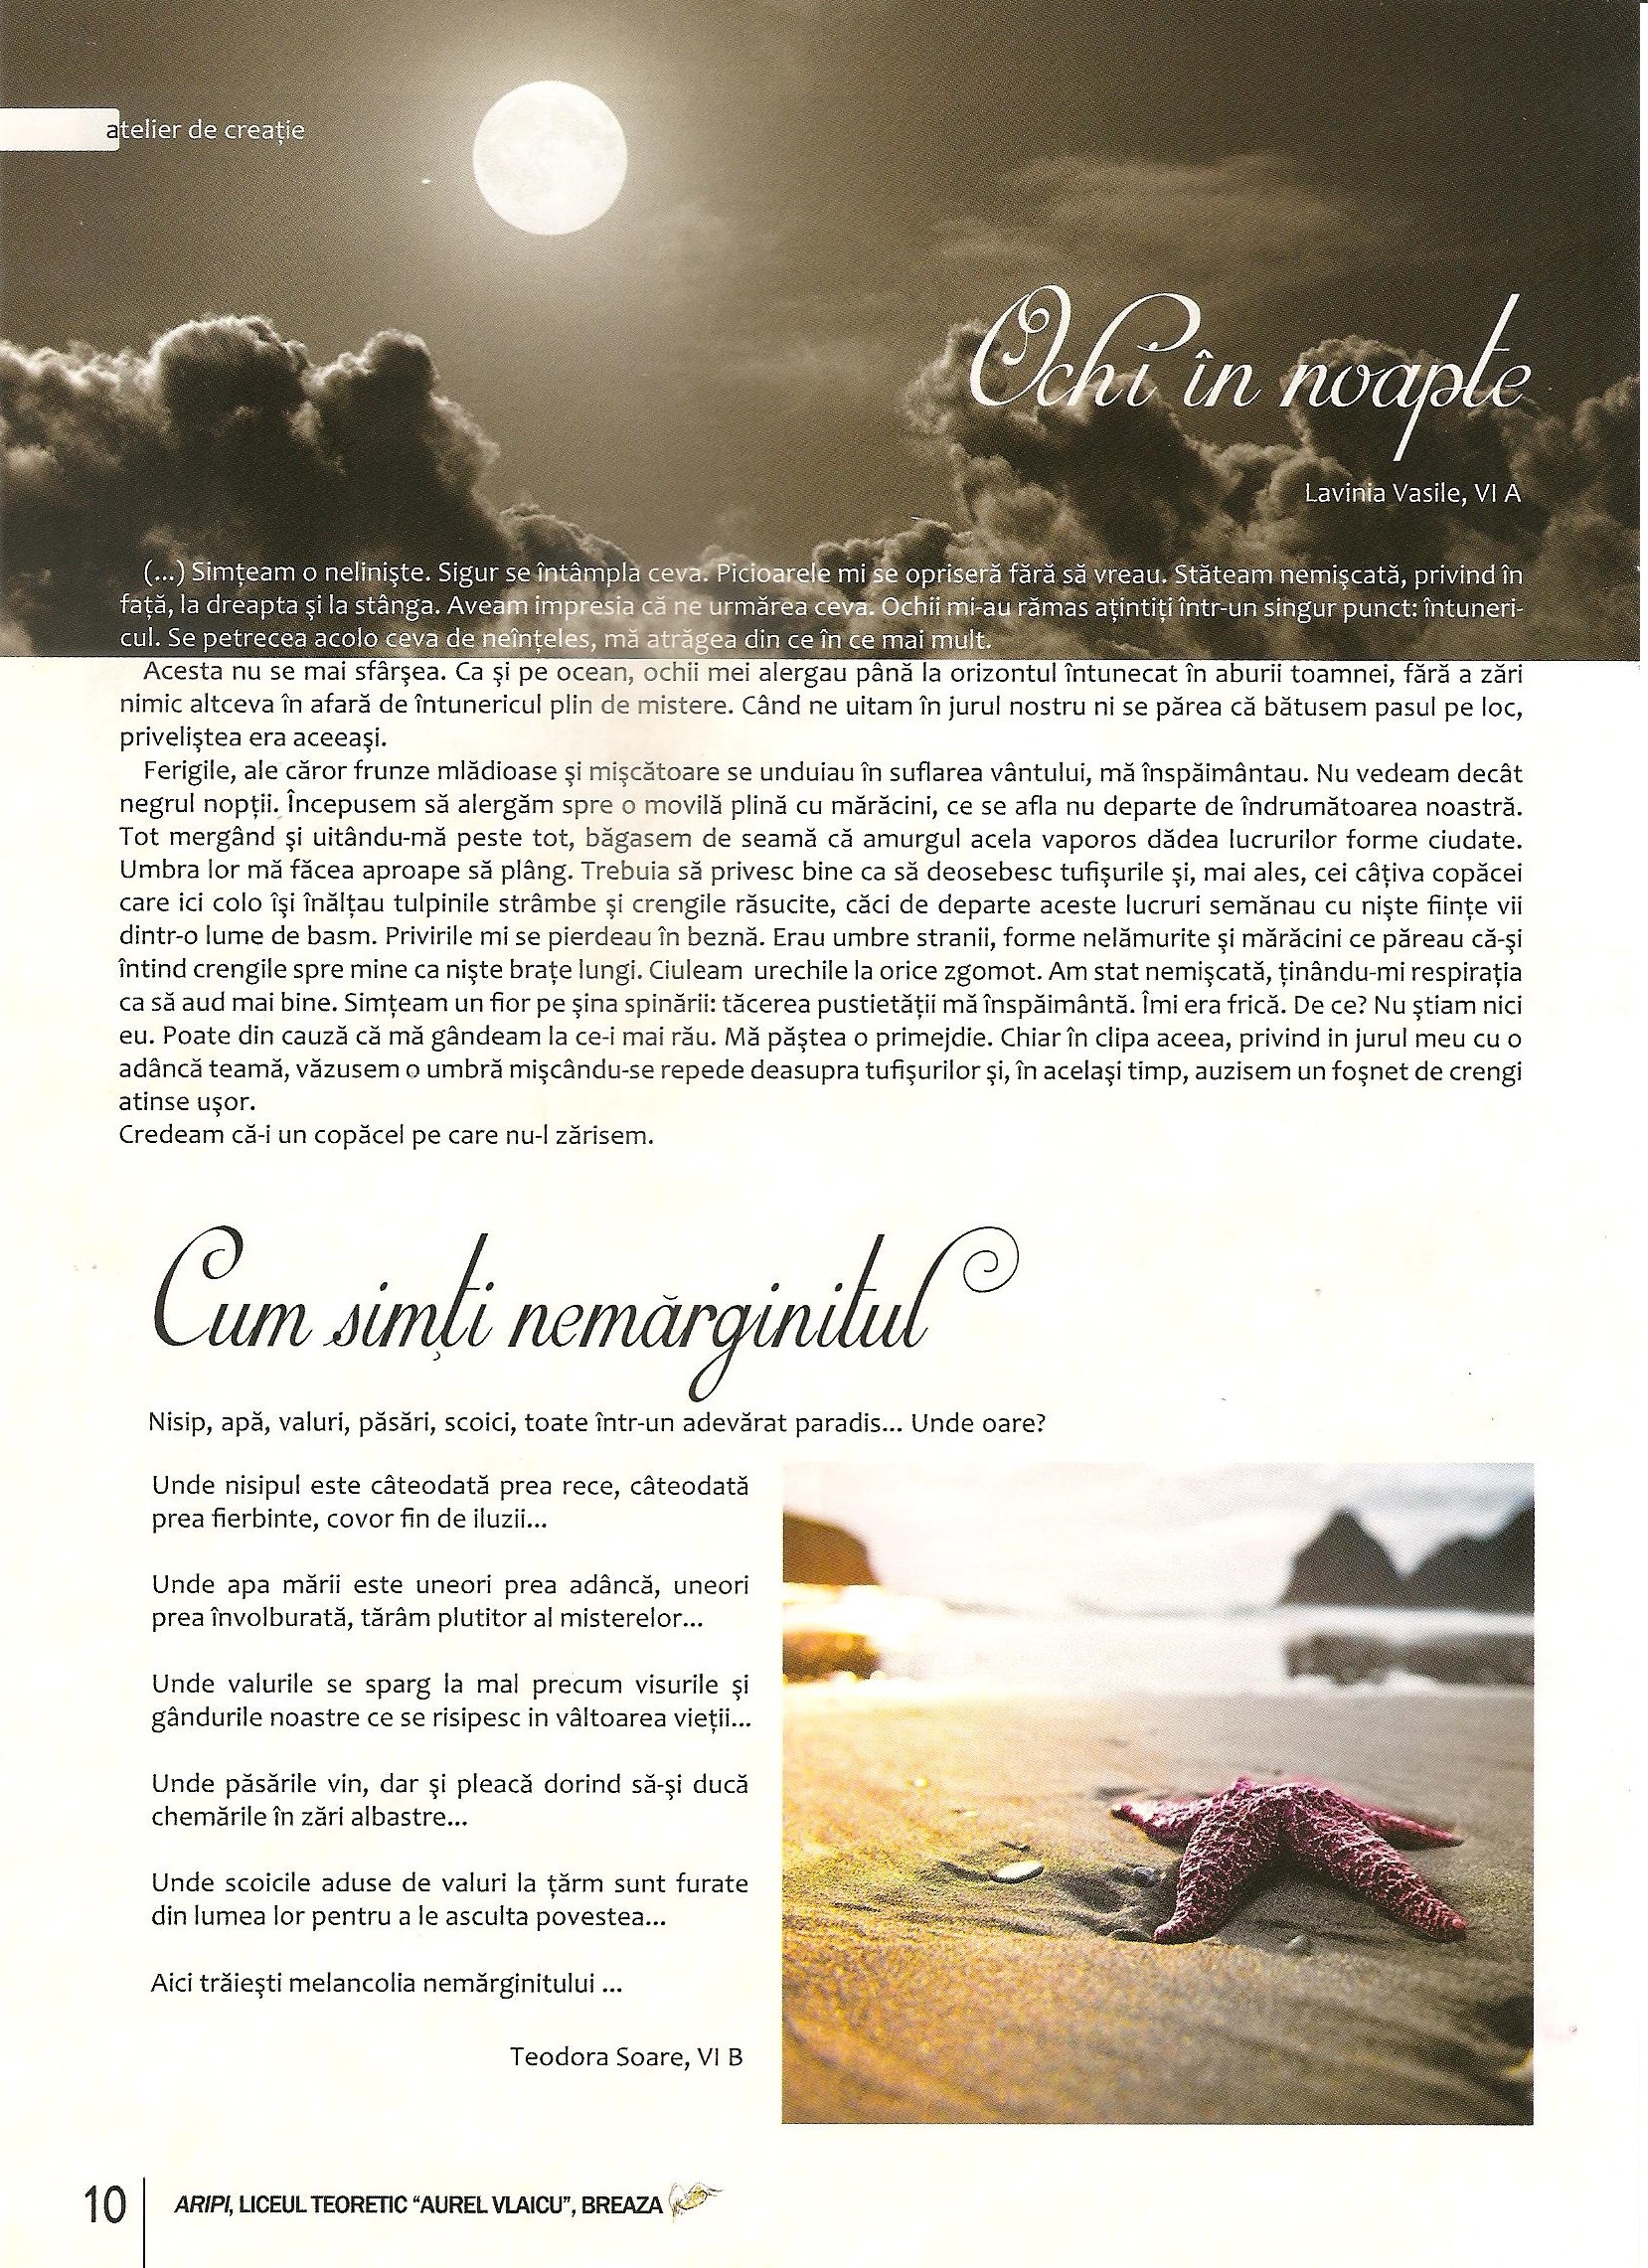 atelier de creație
Ochi în noapte
Lavinia Vasile, VI A
(...) Simțeam o neliniște. Sigur se întâmpla ceva. Picioarele mi se opriseră fără să vreau. Stăteam nemișcată, privind în
față, la dreapta și la stânga. Aveam impresia că ne urmărea ceva. Ochii mi-au rămas ațintiți într-un singur punct: întuneri-
cul. Se petrecea acolo ceva de neînțeles, mă atrăgea din ce în ce mai mult.
Acesta nu se mai sfârșea. Ca și pe ocean, ochii mei alergau până la orizontul întunecat în aburii toamnei, fără a zări
nimic altceva în afară de întunericul plin de mistere. Când ne uitam în jurul nostru ni se părea că bătusem pasul pe loc,
priveliștea era aceeași.
Ferigile, ale căror frunze mlădioase și mișcătoare se unduiau în suflarea vântului, mă înspăimântau. Nu vedeam decât
negrul nopții. Începusem să alergăm spre o movilă plină cu mărăcini, ce se afla nu departe de îndrumătoarea noastră.
Tot mergând și uitându-mă peste tot, băgasem de seamă că amurgul acela vaporos dădea lucrurilor forme ciudate.
Umbra lor mă făcea aproape să plâng. Trebuia să privesc bine ca să deosebesc tufișurile și, mai ales, cei câțiva copăcei
care ici colo își înălțau tulpinile strâmbe și crengile răsucite, căci de departe aceste lucruri semănau cu niște ființe vii
dintr-o lume de basm. Privirile mi se pierdeau în beznă. Erau umbre stranii, forme nelămurite și mărăcini ce păreau că-și
întind crengile spre mine ca niște brațe lungi. Ciuleam urechile la orice zgomot. Am stat nemișcată, ținându-mi respirația
ca să aud mai bine. Simțeam un fior pe șina spinării: tăcerea pustietății mă înspăimântă. Îmi era frică. De ce? Nu știam nici
eu. Poate din cauză că mă gândeam la ce-i mai rău. Mă păștea o primejdie. Chiar în clipa aceea, privind in jurul meu cu o
adâncă teamă, văzusem o umbră mișcându-se repede deasupra tufișurilor și, în același timp, auzisem un foșnet de crengi
atinse ușor.
Credeam că-i un copăcel pe care nu-l zărisem.
Cum simți nemărginitul
Nisip, apă, valuri, păsări, scoici, toate într-un adevărat paradis... Unde oare?
Unde nisipul este câteodată prea rece, câteodată
prea fierbinte, covor fin de iluzii...
Unde apa mării este uneori prea adâncă, uneori
prea învolburată, tărâm plutitor al misterelor...
Unde valurile se sparg la mal precum visurile și
gândurile noastre ce se risipesc in vâltoarea vieții...
Unde păsările vin, dar și pleacă dorind să-și ducă
chemările în zări albastre...
Unde scoicile aduse de valuri la țărm sunt furate
din lumea lor pentru a le asculta povestea...
Aici trăiești melancolia nemărginitului ...
Teodora Soare, VI B
10 ARIPI, LICEUL TEORETIC “AUREL VLAICU”, BREAZA